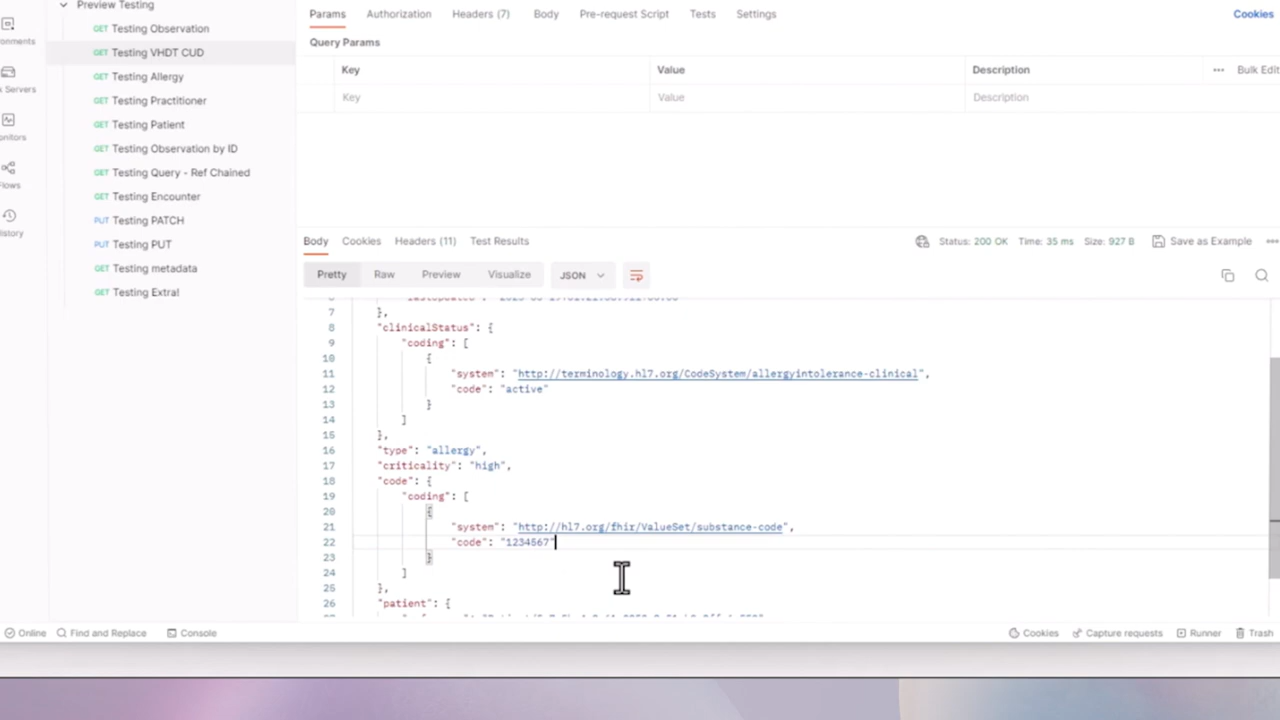 Preview Testing
GET Testing Observation
GET Testing VHDT CUD
GET Testing Allergy
GET Testing Practitioner
GET Testing Patient
GET Testing Observation by ID
GET Testing Query - Ref Chained
GET Testing Encounter
PUT Testing PATCH
PUT Testing PUT
GET Testing metadata
GET Testing Extra!
Params Authorization Headers (7) Body Pre-request Script Tests Settings Cookies
Query Params
Key Value Description ••• Bulk Edit
Key Value Description
Body Cookies Headers (11) Test Results Status: 200 OK Time: 35 ms Size: 927 B Save as Example •••
Pretty Raw Preview Visualize JSON
7 },
8 "clinicalStatus": {
9 "coding": [
10 {
11 "system": "http://terminology.hl7.org/CodeSystem/allergyintolerance-clinical",
12 "code": "active"
13 }
14 ]
15 },
16 "type": "allergy",
17 "criticality": "high",
18 "code": {
19 "coding": [
20 {
21 "system": "http://hl7.org/fhir/ValueSet/substance-code",
22 "code": "1234567"
23 }
24 ]
25 },
26 "patient": {
Online Find and Replace Console Cookies Capture requests Runner Trash